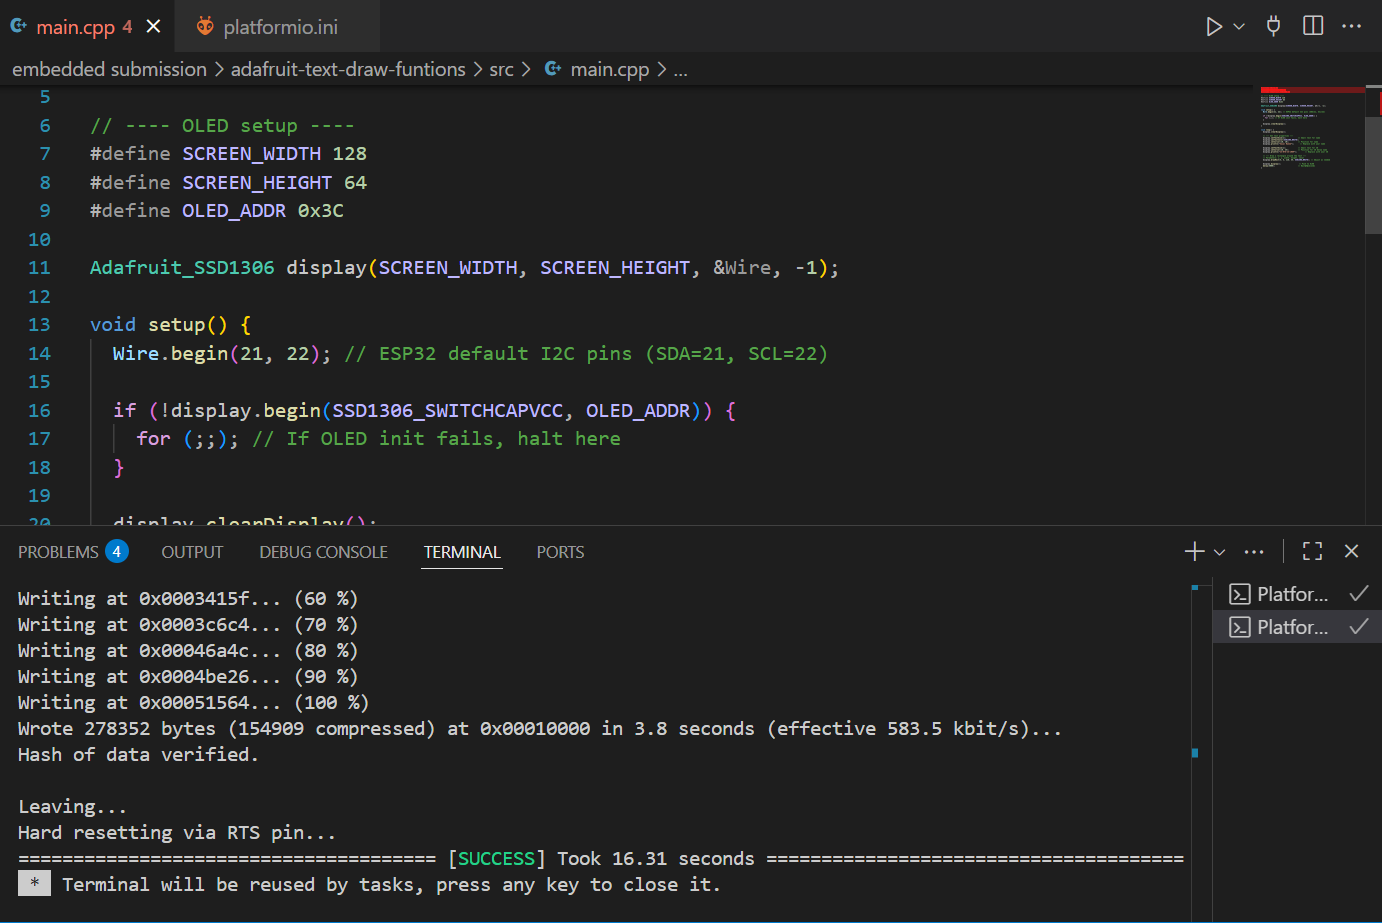 main.cpp 4
platformio.ini
embedded submission > adafruit-text-draw-funtions > src > main.cpp > ...
5
6 // ---- OLED setup ----
7 #define SCREEN_WIDTH 128
8 #define SCREEN_HEIGHT 64
9 #define OLED_ADDR 0x3C
10
11 Adafruit_SSD1306 display(SCREEN_WIDTH, SCREEN_HEIGHT, &Wire, -1);
12
13 void setup() {
14 Wire.begin(21, 22); // ESP32 default I2C pins (SDA=21, SCL=22)
15
16 if (!display.begin(SSD1306_SWITCHCAPVCC, OLED_ADDR)) {
17 for (;;); // If OLED init fails, halt here
18 }
19
20 display.clearDisplay();
PROBLEMS 4 OUTPUT DEBUG CONSOLE TERMINAL PORTS
Writing at 0x0003415f... (60 %)
Writing at 0x0003c6c4... (70 %)
Writing at 0x00046a4c... (80 %)
Writing at 0x0004be26... (90 %)
Writing at 0x00051564... (100 %)
Wrote 278352 bytes (154909 compressed) at 0x00010000 in 3.8 seconds (effective 583.5 kbit/s)...
Hash of data verified.
Leaving...
Hard resetting via RTS pin...
====================================== [SUCCESS] Took 16.31 seconds ======================================
* Terminal will be reused by tasks, press any key to close it.
Platfor...
Platfor...